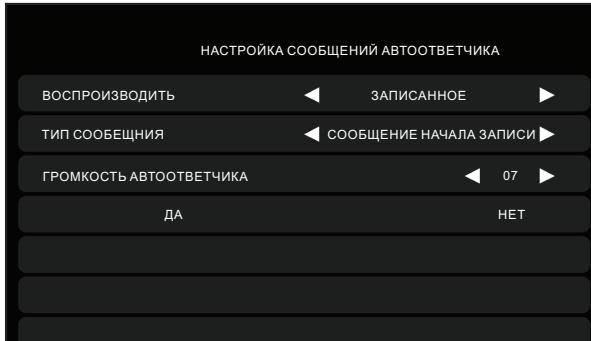 НАСТРОЙКА СООБЩЕНИЙ АВТООТВЕТЧИКА
ВОСПРОИЗВОДИТЬ ЗАПИСАННОЕ
ТИП СООБЕЩНИЯ СООБЩЕНИЕ НАЧАЛА ЗАПИСИ
ГРОМКОСТЬ АВТООТВЕТЧИКА 07
ДА НЕТ